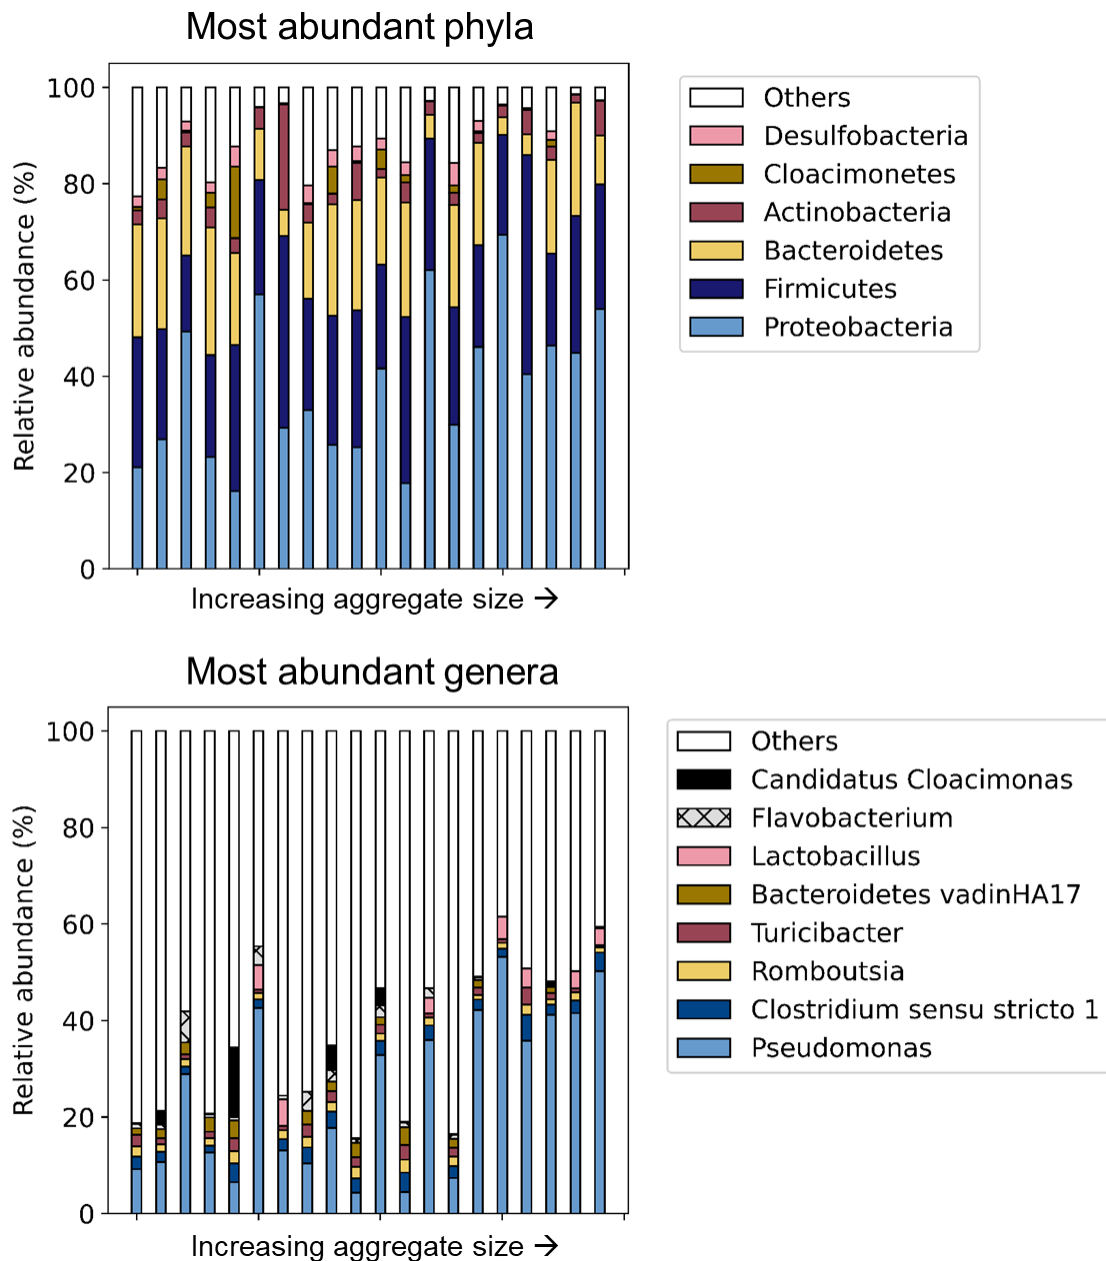 Most abundant phyla
Relative abundance (%)
100
80
60
40
20
0
Increasing aggregate size →
Others
Desulfobacteria
Cloacimonetes
Actinobacteria
Bacteroidetes
Firmicutes
Proteobacteria
Most abundant genera
Relative abundance (%)
100
80
60
40
20
0
Increasing aggregate size →
Others
Candidatus Cloacimonas
Flavobacterium
Lactobacillus
Bacteroidetes vadinHA17
Turicibacter
Romboutsia
Clostridium sensu stricto 1
Pseudomonas